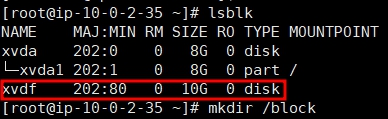 [root@ip-10-0-2-35 ~]# lsblk
NAME    MAJ:MIN RM SIZE RO TYPE MOUNTPOINT
xvda    202:0    0   8G  0 disk
└─xvda1 202:1    0   8G  0 part /
xvdf    202:80   0  10G  0 disk
[root@ip-10-0-2-35 ~]# mkdir /block